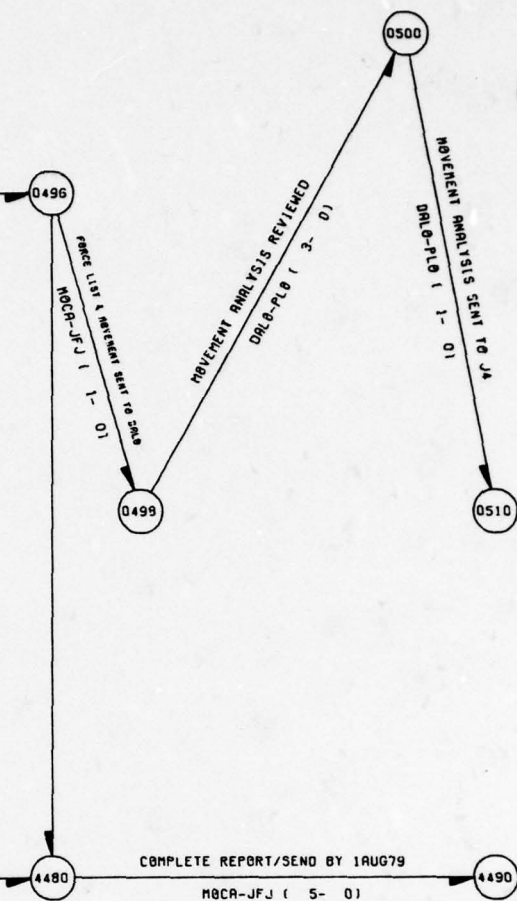 0500
0496
FORCE LIST & MOVEMENT SENT TO DALO
MOCA-JFJ ( 1- 0)
MOVEMENT ANALYSIS REVIEWED
DALO-PLO ( 3- 0)
MOVEMENT ANALYSIS SENT TO J4
DALO-PLO ( 1- 0)
0499
0510
COMPLETE REPORT/SEND BY 1AUG79
4480
4490
MOCA-JFJ ( 5- 0)